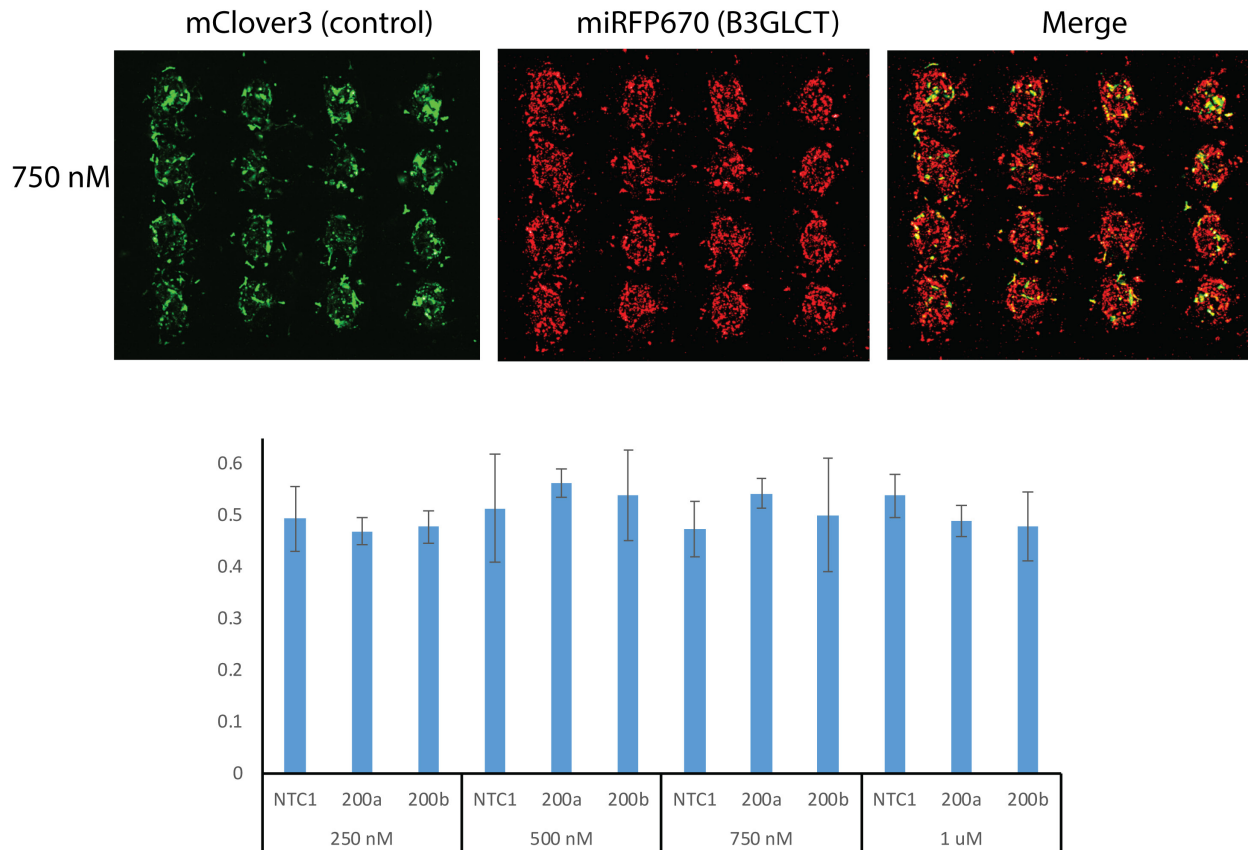 mClover3 (control)
miRFP670 (B3GLCT)
Merge
750 nM
0.6
0.5
0.4
0.3
0.2
0.1
0
NTC1 200a 200b NTC1 200a 200b NTC1 200a 200b NTC1 200a 200b
250 nM 500 nM 750 nM 1 uM